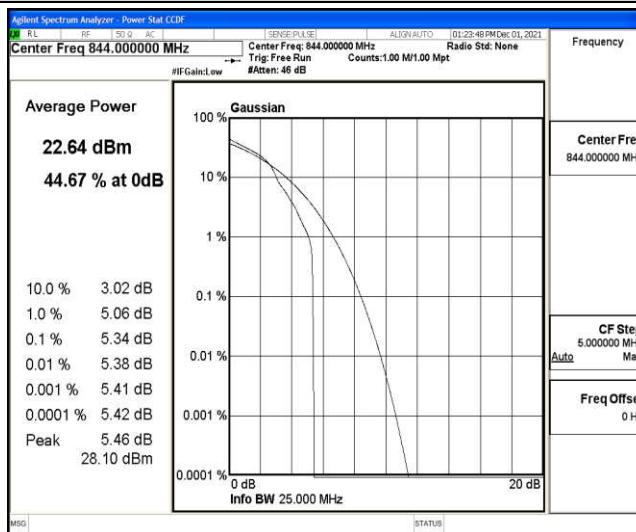 Agilent Spectrum Analyzer - Power Stat CCDF
RL RF 50 Ω AC SENSE:PULSE ALIGN AUTO 01:23:48 PM Dec 01, 2021
Center Freq 844.000000 MHz
Center Freq: 844.000000 MHz Radio Std: None
Trig: Free Run Counts:1.00 M/1.00 Mpt
#IFGain:Low #Atten: 46 dB
Frequency
Average Power
22.64 dBm
44.67 % at 0dB
10.0 % 3.02 dB
1.0 % 5.06 dB
0.1 % 5.34 dB
0.01 % 5.38 dB
0.001 % 5.41 dB
0.0001 % 5.42 dB
Peak 5.46 dB
28.10 dBm
Gaussian
100 %
10 %
1 %
0.1 %
0.01 %
0.001 %
0.0001 %
0 dB 20 dB
Info BW 25.000 MHz
Center Fre
844.000000 MH
CF Ste
5.000000 MH
Auto Ma
Freq Offse
0 H
MSG STATUS